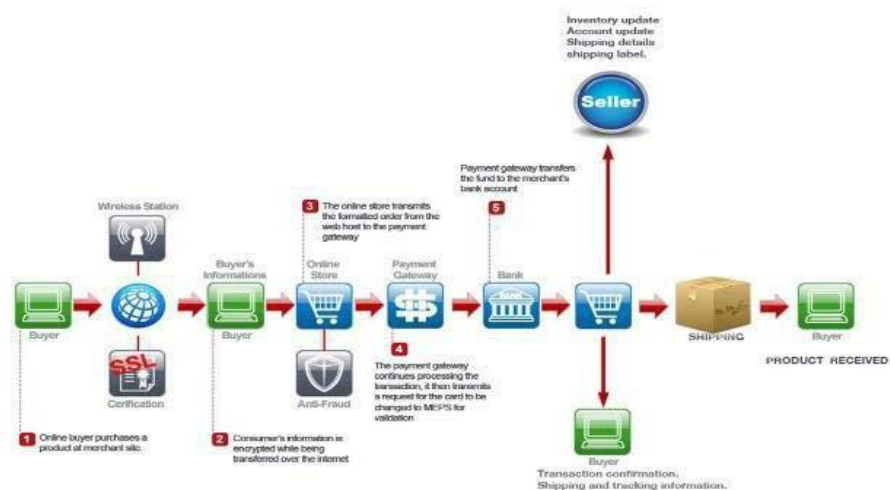 Inventory update
Account update
Shipping details
shipping label.
Seller
Payment gateway transfers
the fund to the merchant's
bank account
5
3
The online store transmits
the formatted order from the
web host to the payment
gateway
Wireless Station
Buyer's
Informations
Online
Store
Payment
Gateway
Bank
Buyer
Buyer
SHIPPING
Buyer
PRODUCT RECEIVED
SSL
Cerification
Anti-Fraud
4
The payment gateway
continues processing the
transaction, it then transmits
a request for the card to be
changed to MEPS for
validation
1
Online buyer purchases a
product at merchant site.
2
Consumer's information is
encrypted while being
transferred over the internet
Buyer
Transaction confirmation.
Shipping and tracking information.